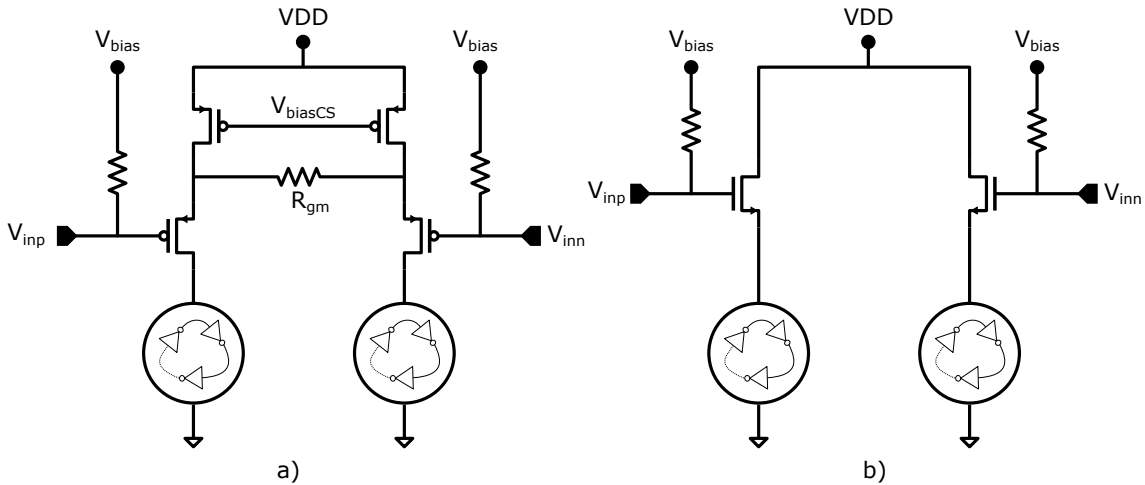 VDD
V_bias
V_bias
V_biasCS
R_gm
V_inp
V_inn
a)
VDD
V_bias
V_bias
V_inp
V_inn
b)